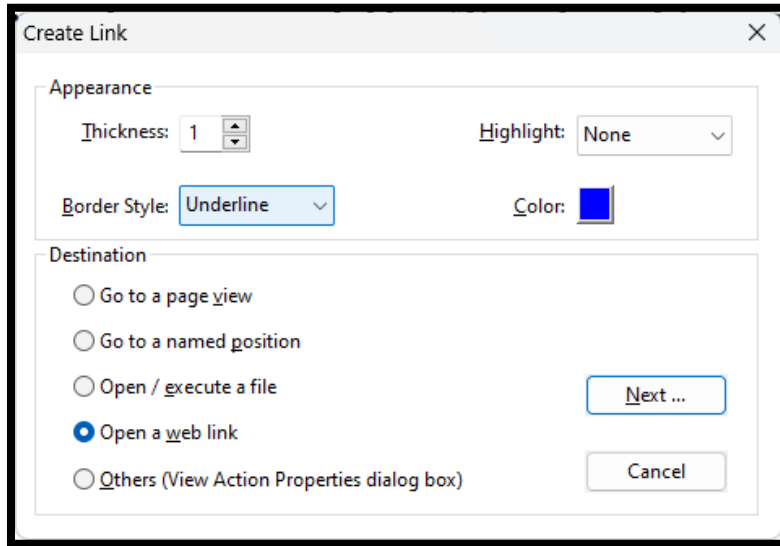 Create Link
Appearance
Thickness: 1
Highlight: None
Border Style: Underline
Color:
Destination
Go to a page view
Go to a named position
Open / execute a file
Next ...
Open a web link
Cancel
Others (View Action Properties dialog box)